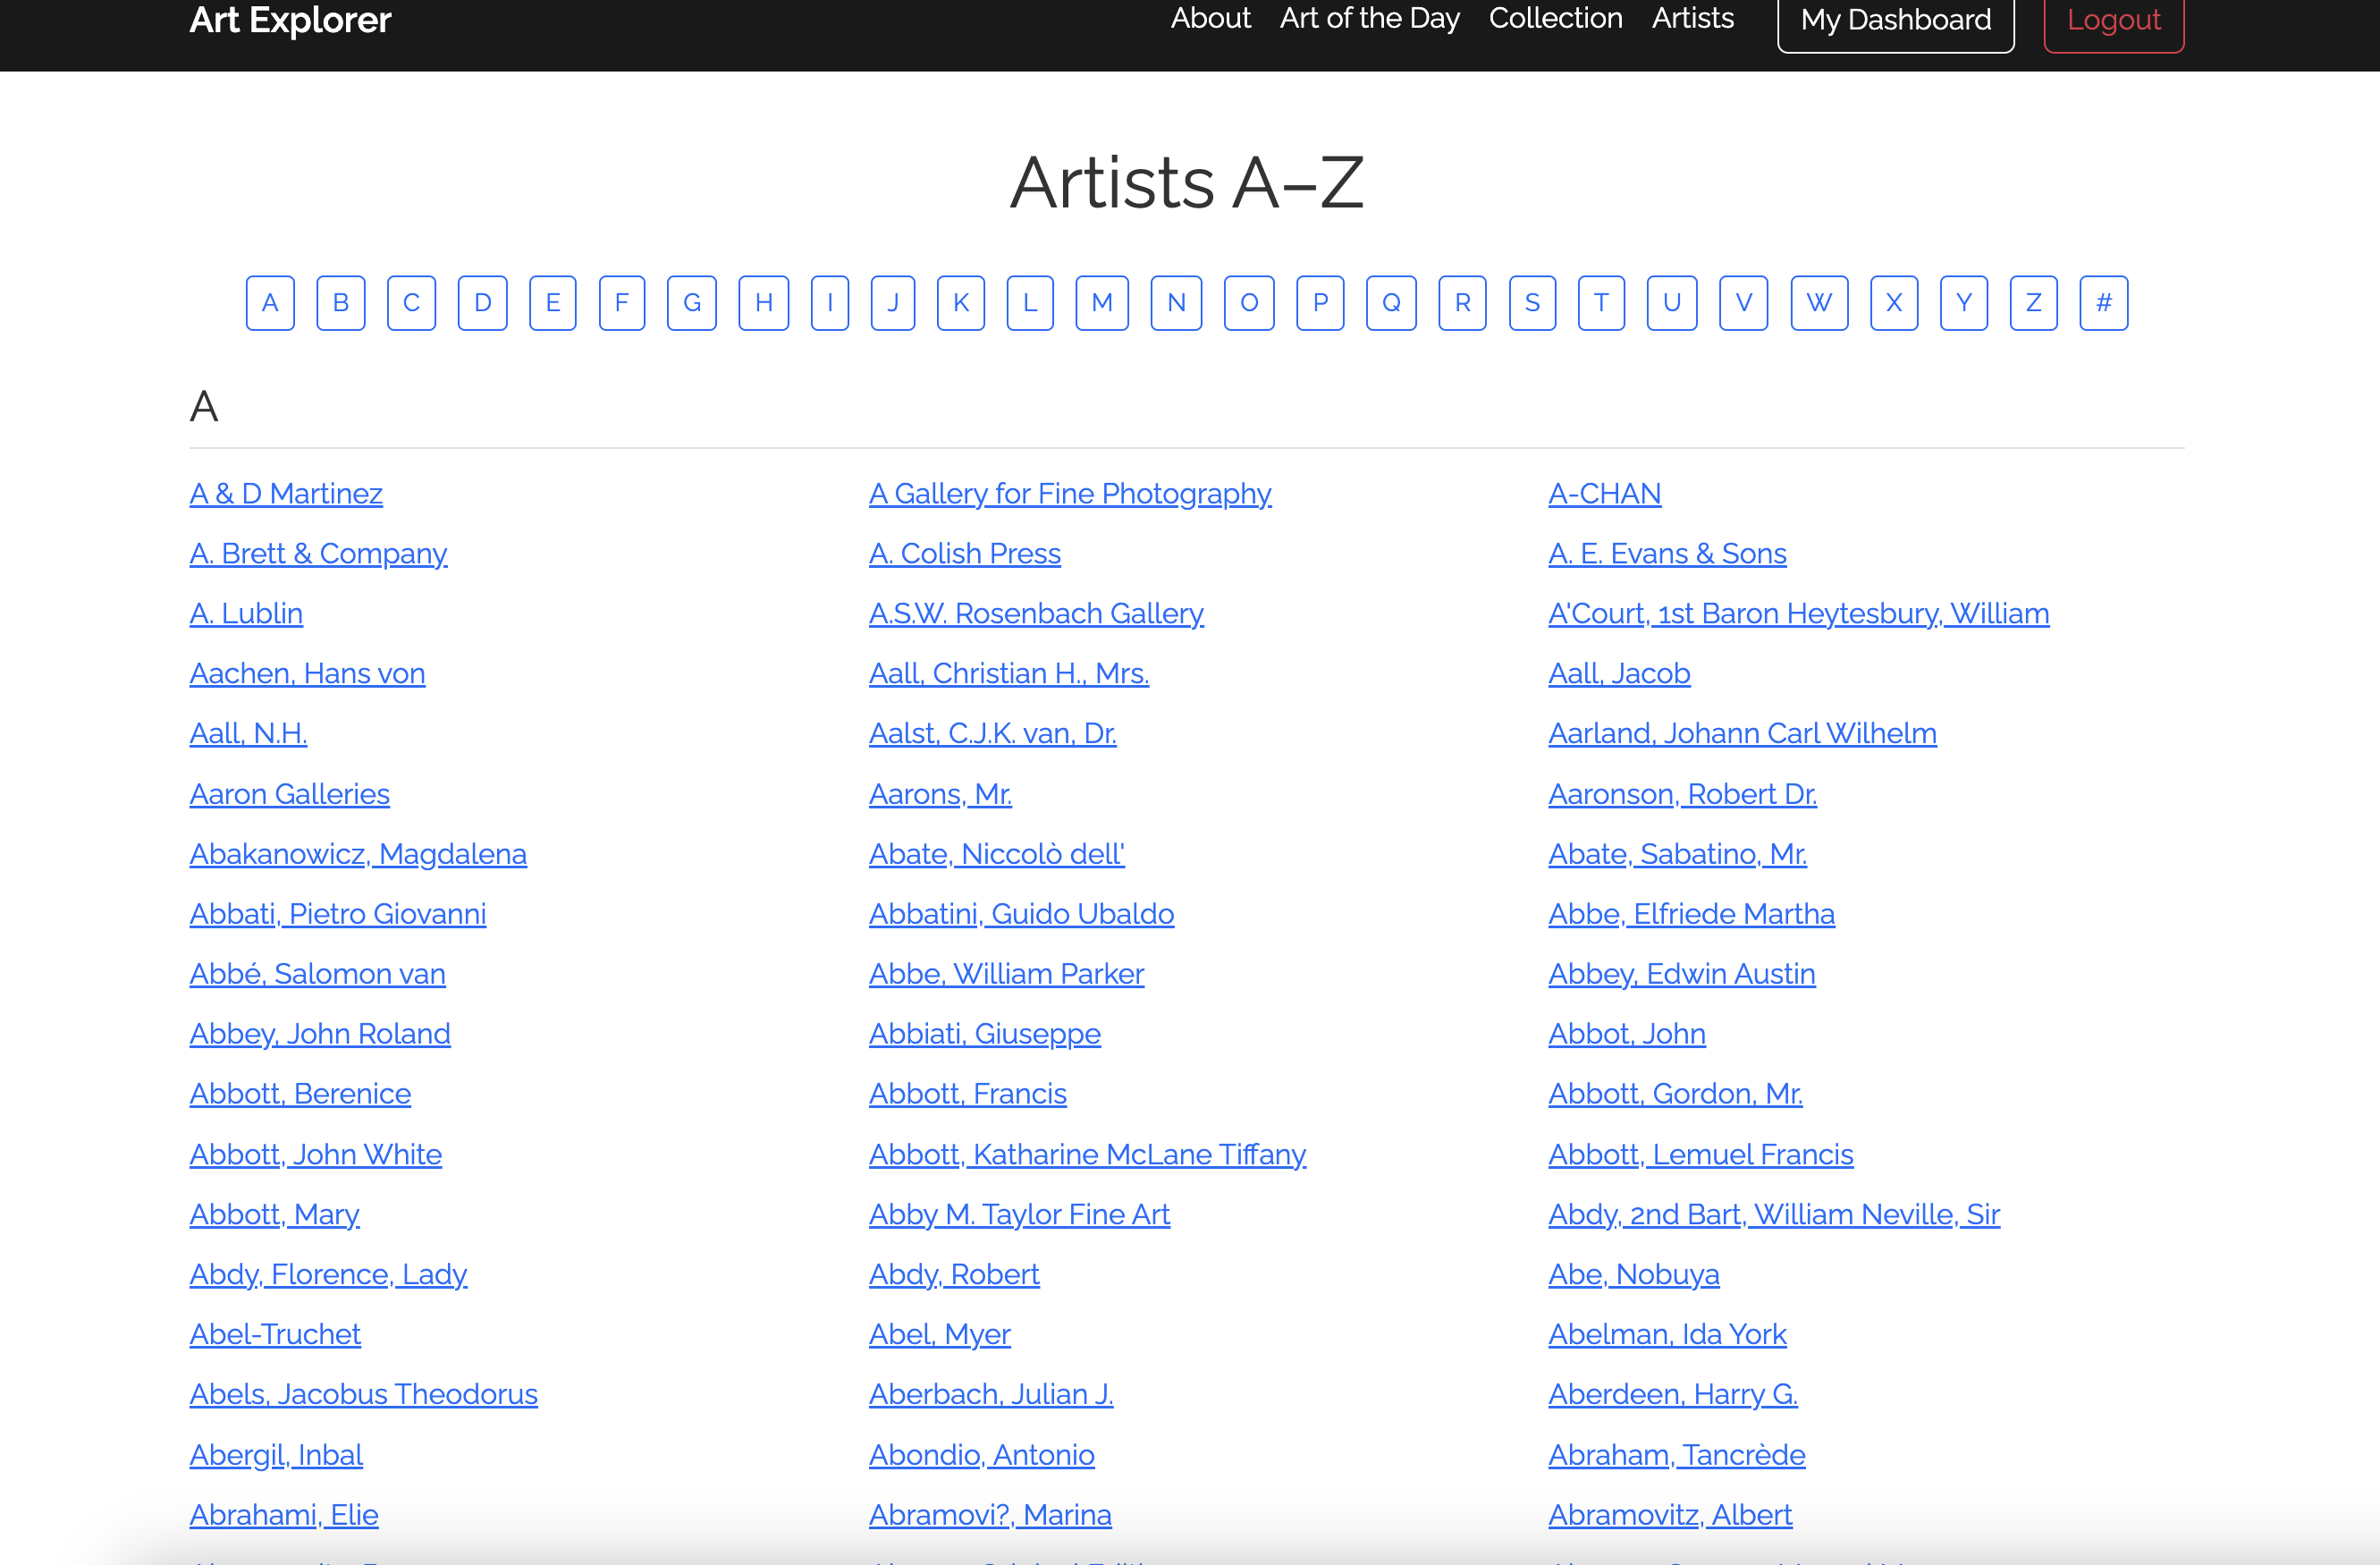 Art Explorer About Art of the Day Collection Artists My Dashboard Logout
Artists A–Z
A B C D E F G H I J K L M N O P Q R S T U V W X Y Z #
A
A & D Martinez A Gallery for Fine Photography A-CHAN
A. Brett & Company A. Colish Press A. E. Evans & Sons
A. Lublin A.S.W. Rosenbach Gallery A'Court, 1st Baron Heytesbury, William
Aachen, Hans von Aall, Christian H., Mrs. Aall, Jacob
Aall, N.H. Aalst, C.J.K. van, Dr. Aarland, Johann Carl Wilhelm
Aaron Galleries Aarons, Mr. Aaronson, Robert Dr.
Abakanowicz, Magdalena Abate, Niccolò dell' Abate, Sabatino, Mr.
Abbati, Pietro Giovanni Abbatini, Guido Ubaldo Abbe, Elfriede Martha
Abbé, Salomon van Abbe, William Parker Abbey, Edwin Austin
Abbey, John Roland Abbiati, Giuseppe Abbot, John
Abbott, Berenice Abbott, Francis Abbott, Gordon, Mr.
Abbott, John White Abbott, Katharine McLane Tiffany Abbott, Lemuel Francis
Abbott, Mary Abby M. Taylor Fine Art Abdy, 2nd Bart, William Neville, Sir
Abdy, Florence, Lady Abdy, Robert Abe, Nobuya
Abel-Truchet Abel, Myer Abelman, Ida York
Abels, Jacobus Theodorus Aberbach, Julian J. Aberdeen, Harry G.
Abergil, Inbal Abondio, Antonio Abraham, Tancrède
Abrahami, Elie Abramovi?, Marina Abramovitz, Albert